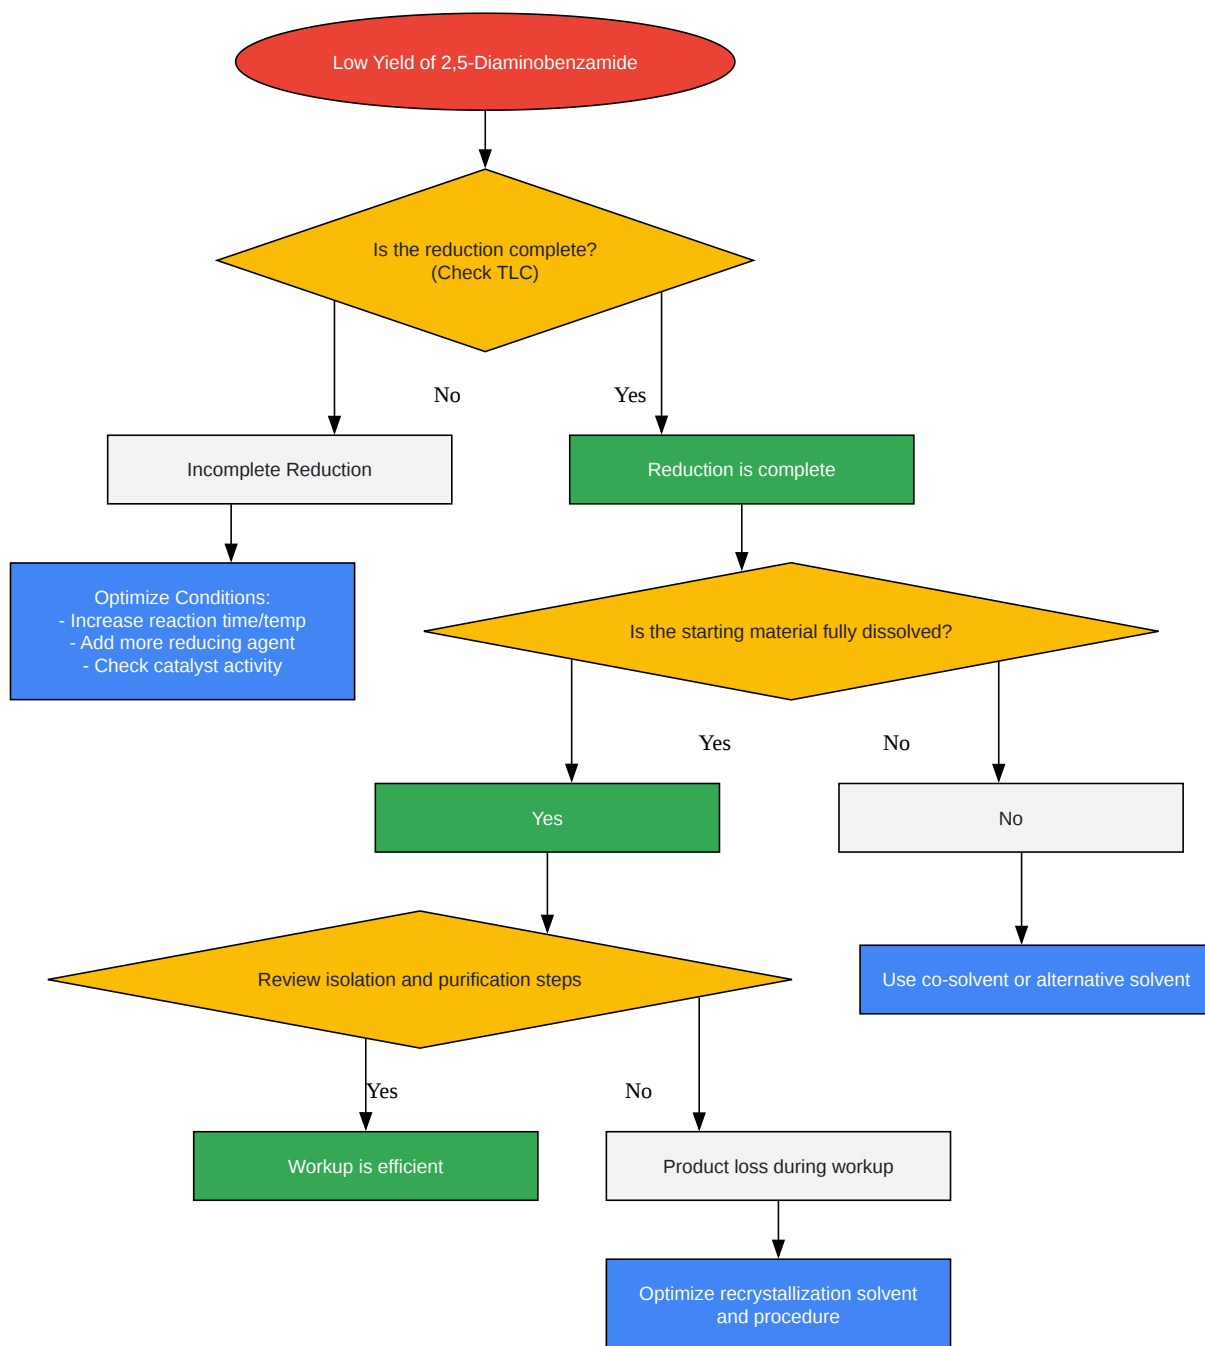 Low Yield of 2,5-Diaminobenzamide
Is the reduction complete?
(Check TLC)
No
Yes
Incomplete Reduction
Reduction is complete
Optimize Conditions:
- Increase reaction time/temp
- Add more reducing agent
- Check catalyst activity
Is the starting material fully dissolved?
Yes
No
Yes
No
Review isolation and purification steps
Use co-solvent or alternative solvent
Yes
No
Workup is efficient
Product loss during workup
Optimize recrystallization solvent
and procedure